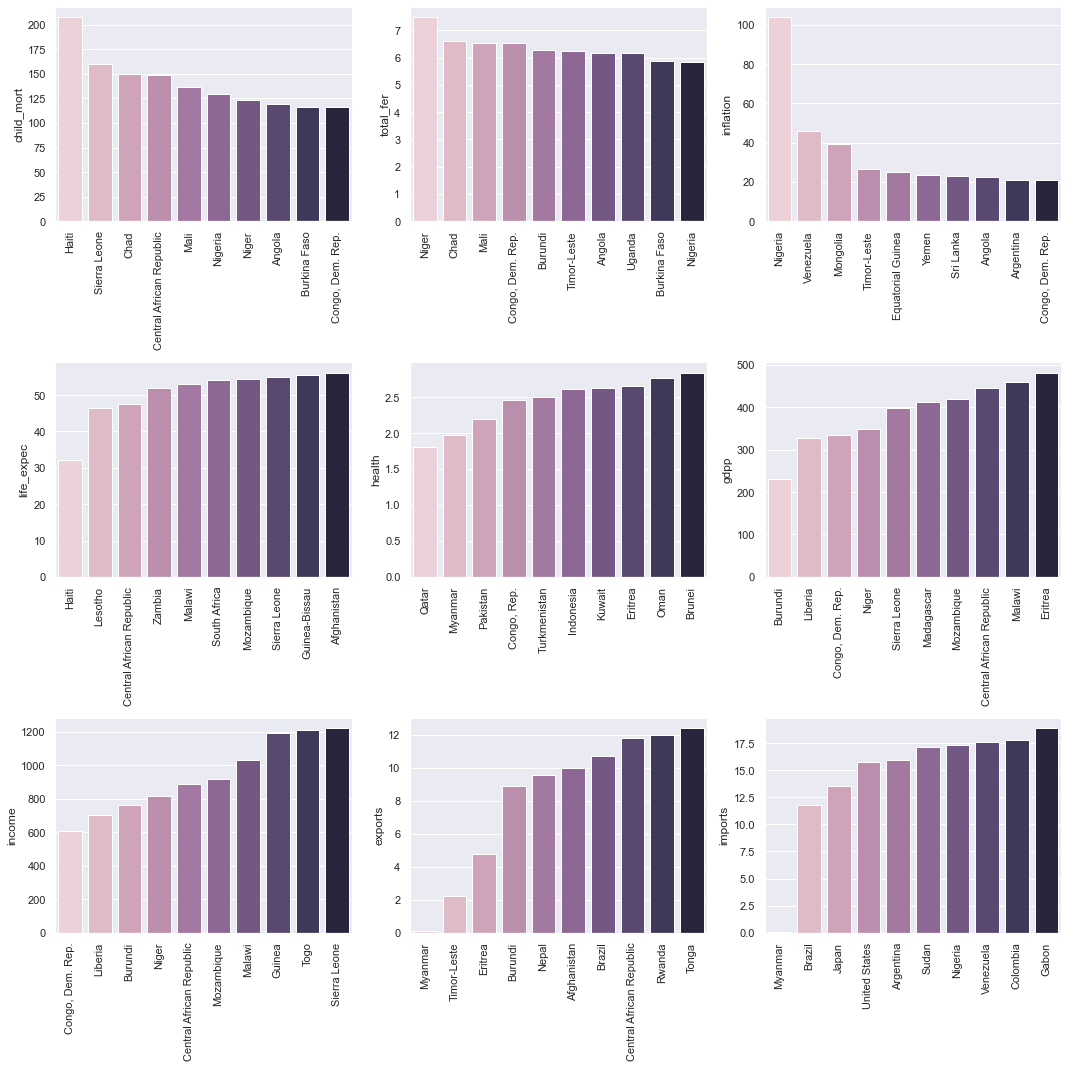 child_mort
200
175
150
125
100
75
50
25
0
Haiti
Sierra Leone
Chad
Central African Republic
Mali
Nigeria
Niger
Angola
Burkina Faso
Congo, Dem. Rep.
total_fer
7
6
5
4
3
2
1
0
Niger
Chad
Mali
Congo, Dem. Rep.
Burundi
Timor-Leste
Angola
Uganda
Burkina Faso
Nigeria
inflation
100
80
60
40
20
0
Nigeria
Venezuela
Mongolia
Timor-Leste
Equatorial Guinea
Yemen
Sri Lanka
Angola
Argentina
Congo, Dem. Rep.
life_expec
50
40
30
20
10
0
Haiti
Lesotho
Central African Republic
Zambia
Malawi
South Africa
Mozambique
Sierra Leone
Guinea-Bissau
Afghanistan
health
2.5
2.0
1.5
1.0
0.5
0.0
Qatar
Myanmar
Pakistan
Congo, Rep.
Turkmenistan
Indonesia
Kuwait
Eritrea
Oman
Brunei
gdpp
500
400
300
200
100
0
Burundi
Liberia
Congo, Dem. Rep.
Niger
Sierra Leone
Madagascar
Mozambique
Central African Republic
Malawi
Eritrea
income
1200
1000
800
600
400
200
0
Congo, Dem. Rep.
Liberia
Burundi
Niger
Central African Republic
Mozambique
Malawi
Guinea
Togo
Sierra Leone
exports
12
10
8
6
4
2
0
Myanmar
Timor-Leste
Eritrea
Burundi
Nepal
Afghanistan
Brazil
Central African Republic
Rwanda
Tonga
imports
17.5
15.0
12.5
10.0
7.5
5.0
2.5
0.0
Myanmar
Brazil
Japan
United States
Argentina
Sudan
Nigeria
Venezuela
Colombia
Gabon